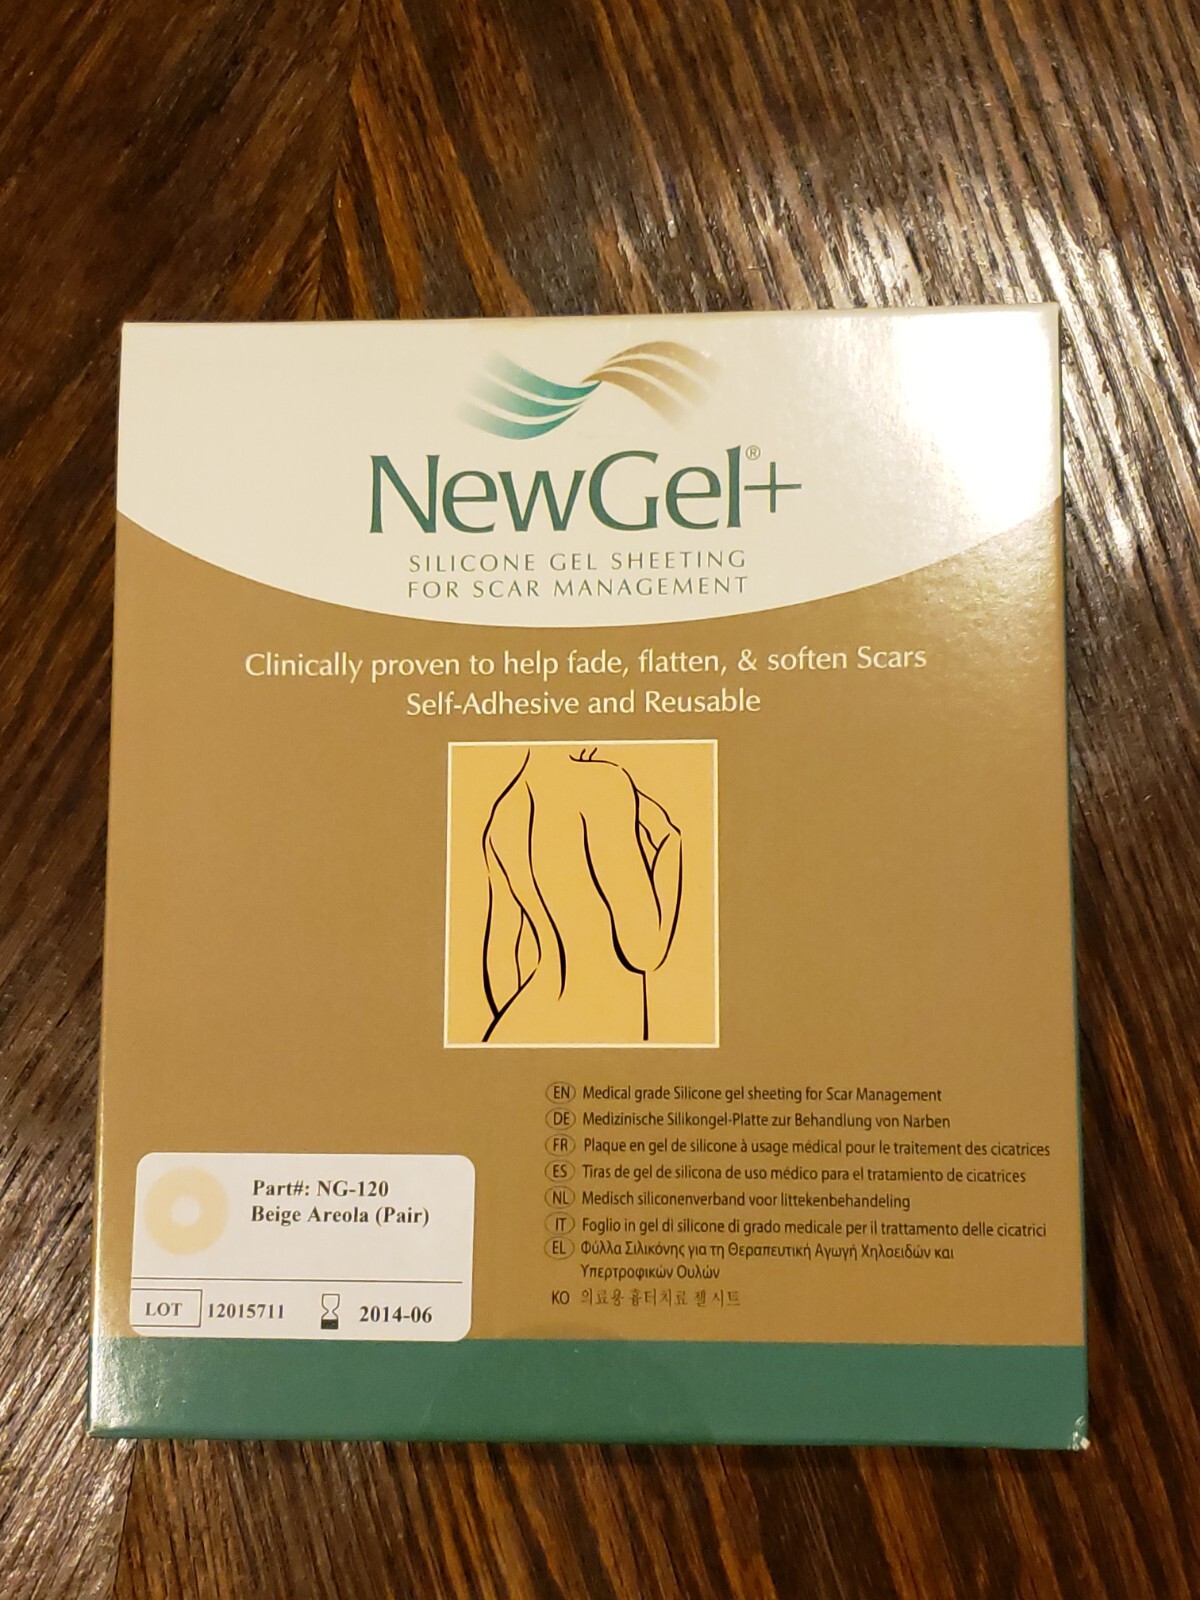 NewGel®+
SILICONE GEL SHEETING
FOR SCAR MANAGEMENT
Clinically proven to help fade, flatten, & soften Scars
Self-Adhesive and Reusable
EN Medical grade Silicone gel sheeting for Scar Management
DE Medizinische Silikongel-Platte zur Behandlung von Narben
FR Plaque en gel de silicone à usage médical pour le traitement des cicatrices
ES Tiras de gel de silicona de uso médico para el tratamiento de cicatrices
NL Medisch siliconenverband voor littekenbehandeling
IT Foglio in gel di silicone di grado medicale per il trattamento delle cicatrici
EL Φύλλα Σιλικόνης για τη Θεραπευτική Αγωγή Χηλοειδών και
Υπερτροφικών Ουλών
KO 의료용 흉터치료 젤 시트
Part#: NG-120
Beige Areola (Pair)
LOT 12015711 2014-06